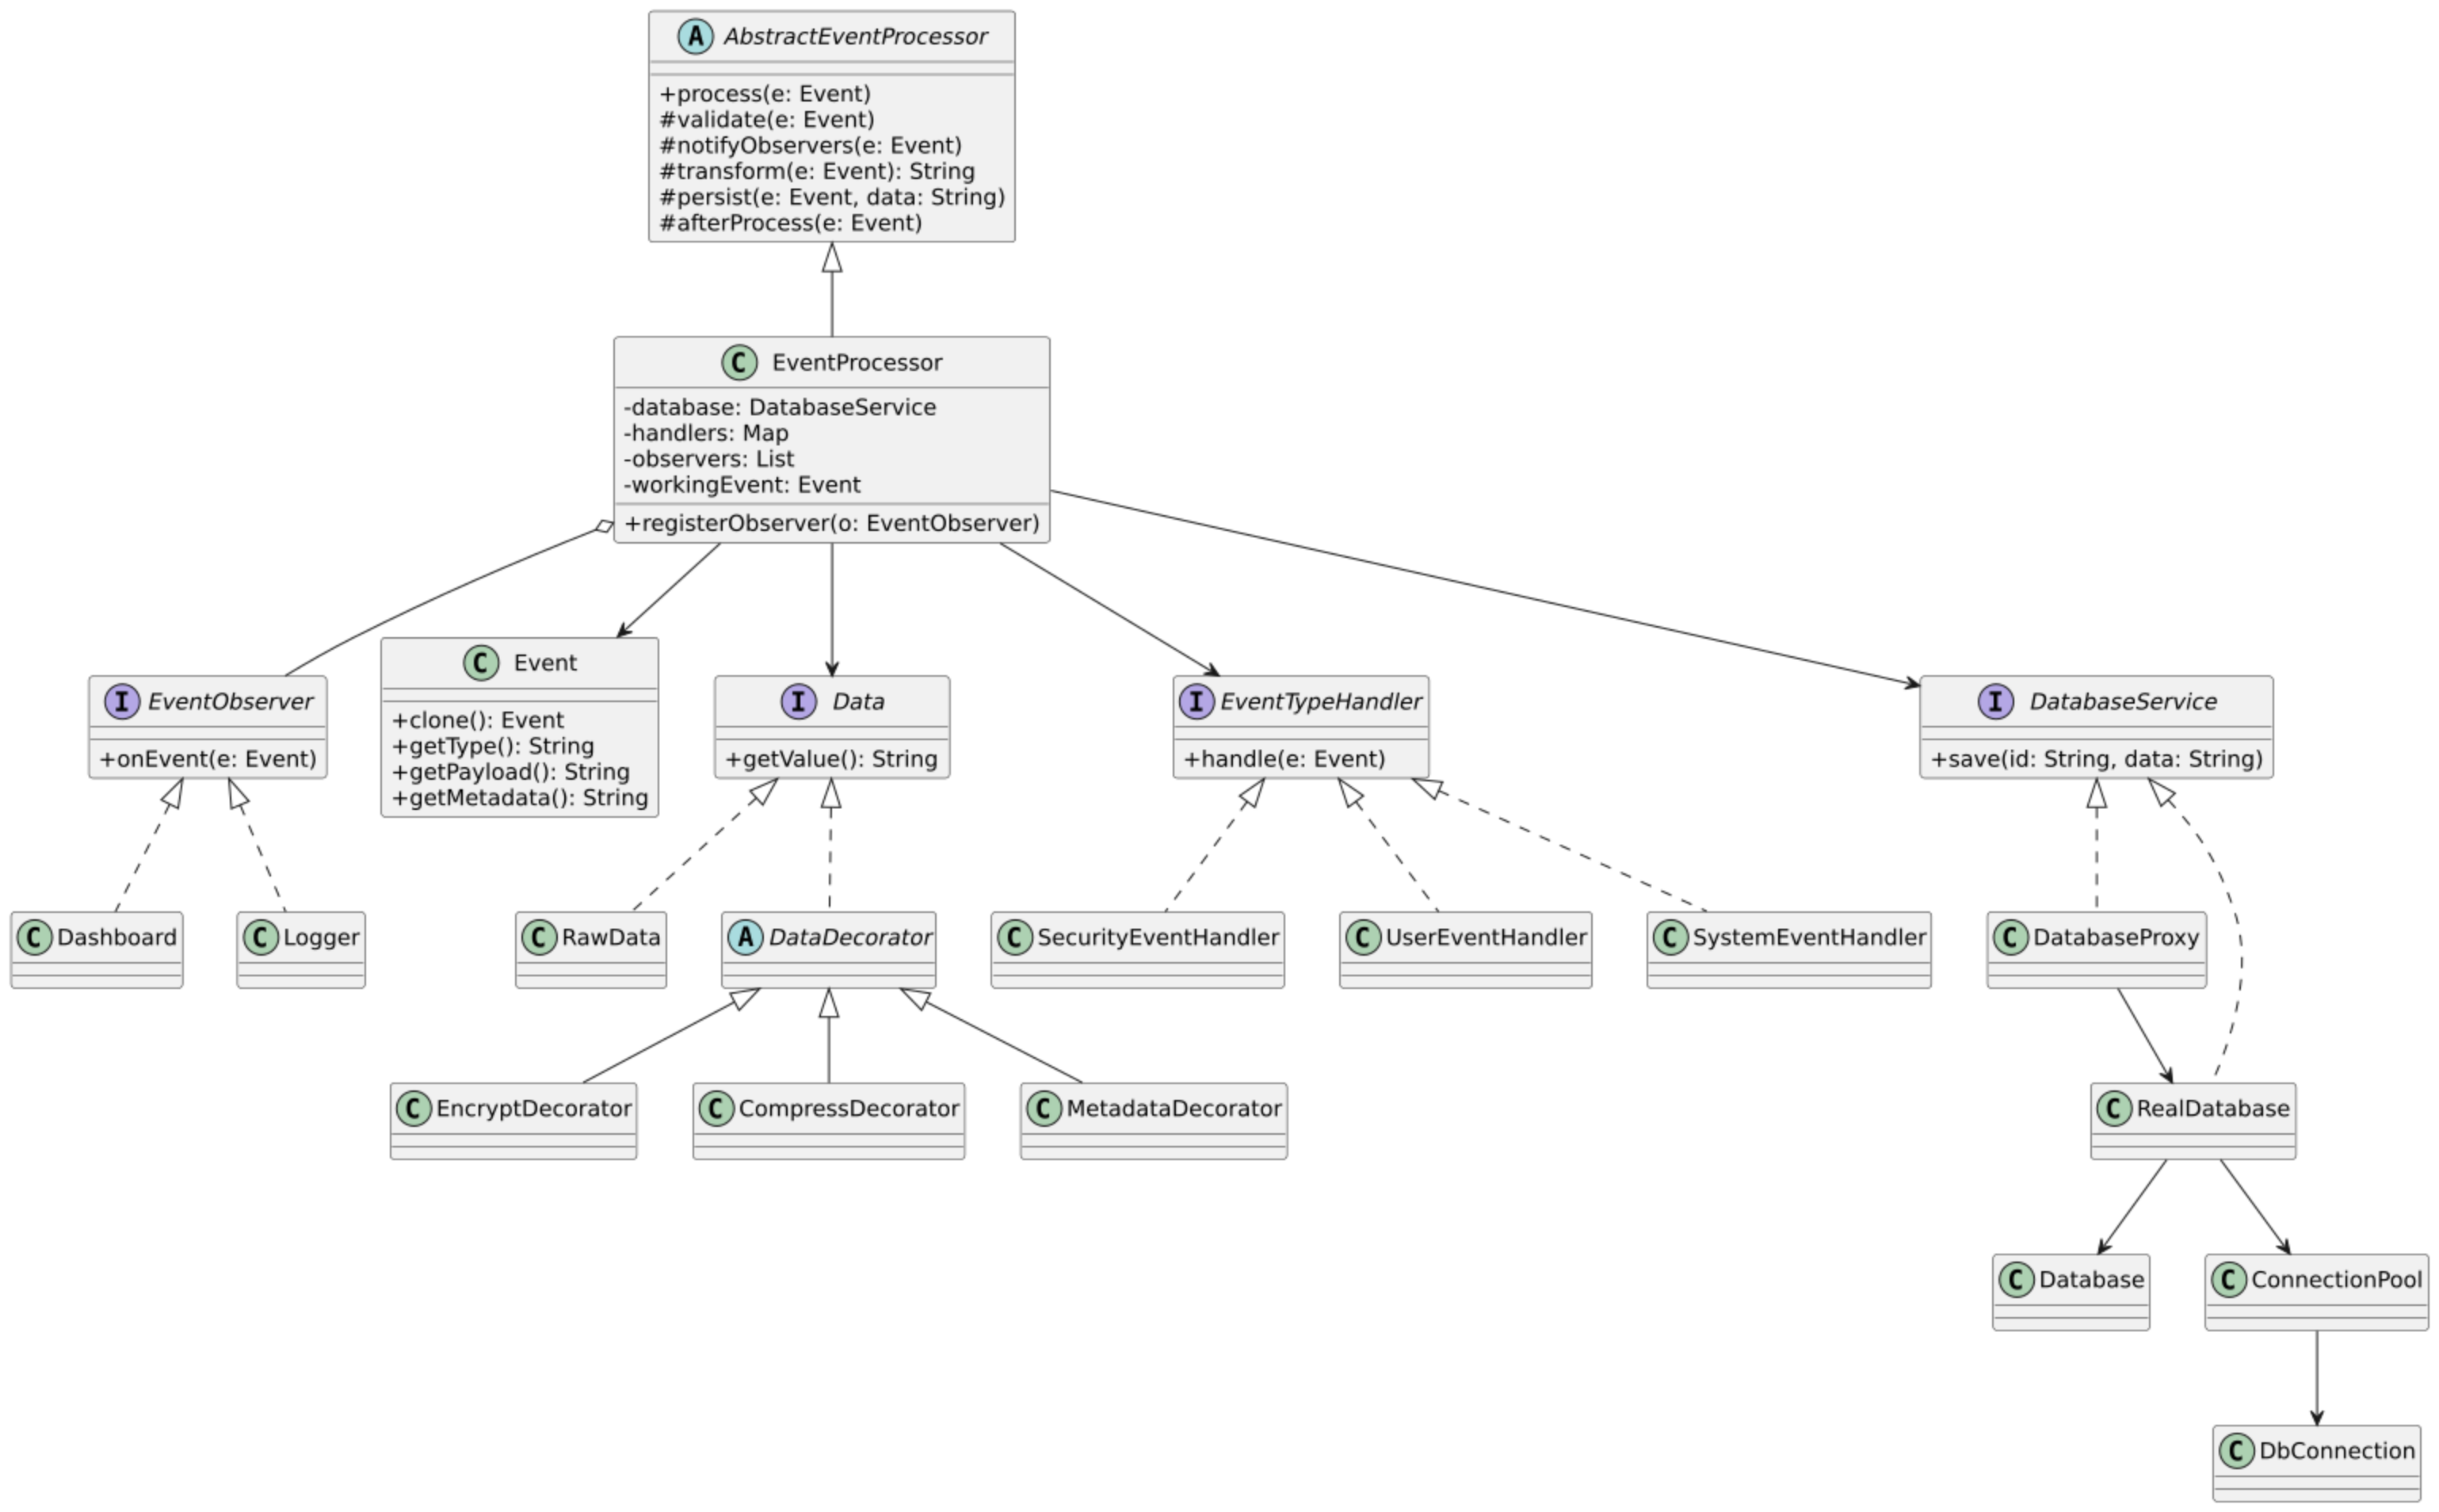 A AbstractEventProcessor
+process(e: Event)
#validate(e: Event)
#notifyObservers(e: Event)
#transform(e: Event): String
#persist(e: Event, data: String)
#afterProcess(e: Event)
C EventProcessor
-database: DatabaseService
-handlers: Map
-observers: List
-workingEvent: Event
+registerObserver(o: EventObserver)
I EventObserver
+onEvent(e: Event)
C Event
+clone(): Event
+getType(): String
+getPayload(): String
+getMetadata(): String
I Data
+getValue(): String
I EventTypeHandler
+handle(e: Event)
I DatabaseService
+save(id: String, data: String)
C Dashboard
C Logger
C RawData
A DataDecorator
C SecurityEventHandler
C UserEventHandler
C SystemEventHandler
C DatabaseProxy
C EncryptDecorator
C CompressDecorator
C MetadataDecorator
C RealDatabase
C Database
C ConnectionPool
C DbConnection